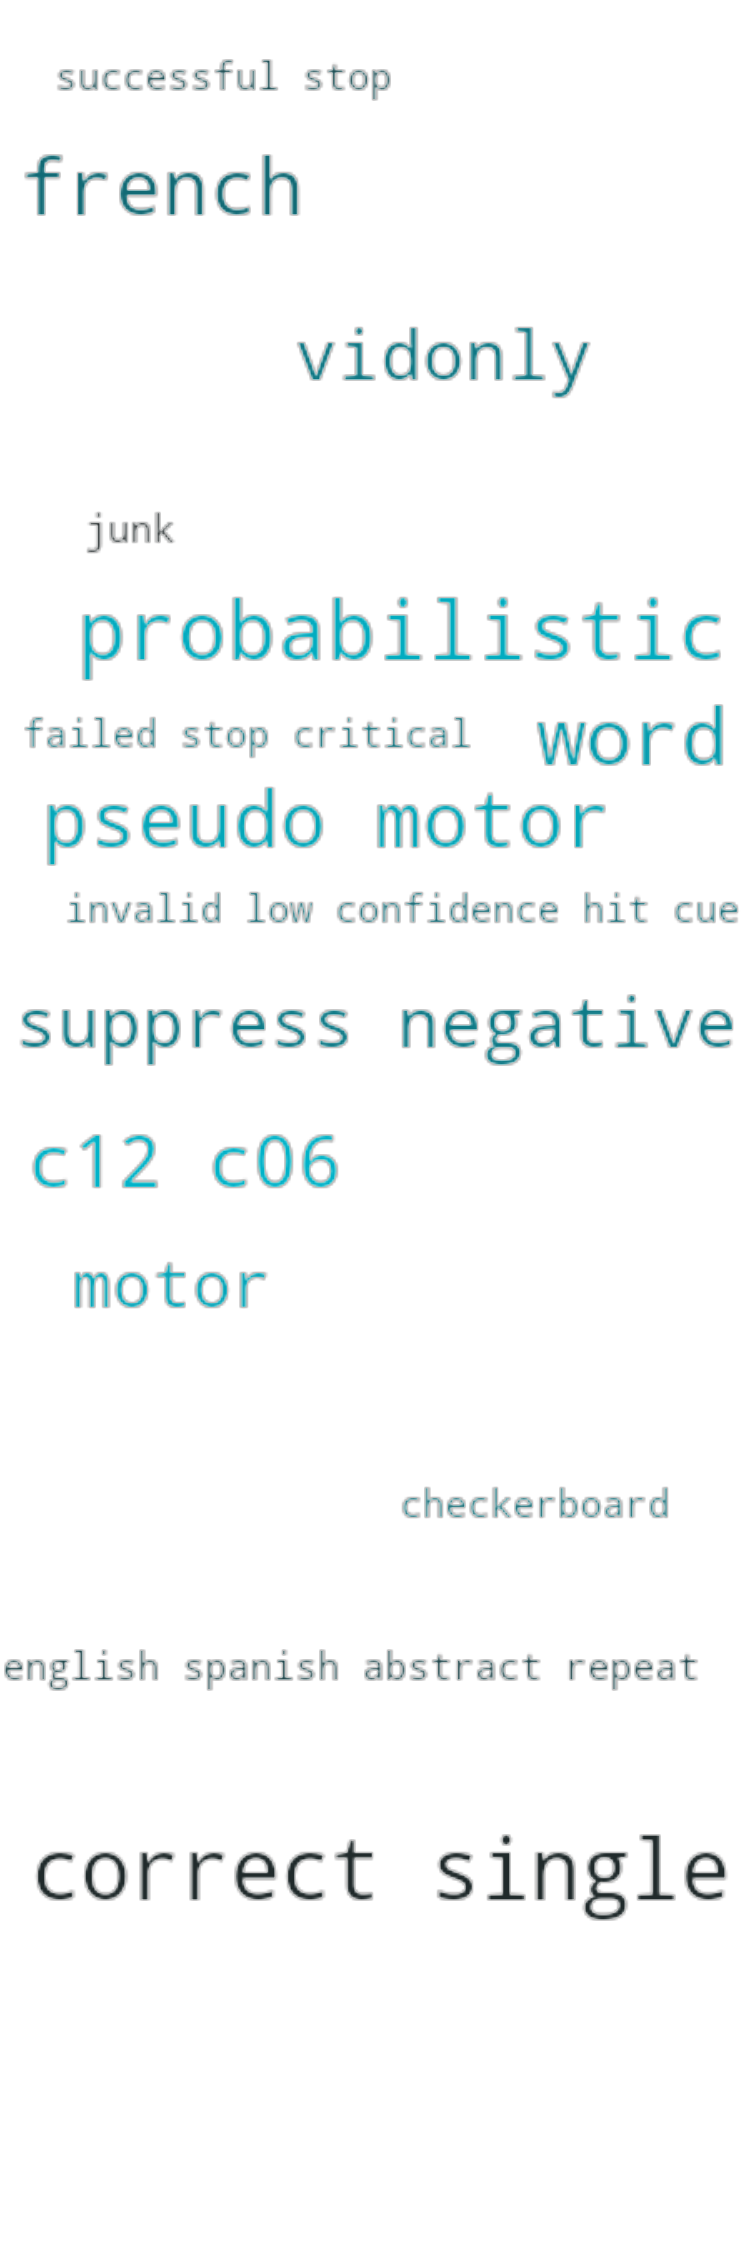 successful stop
french
vidonly
junk
probabilistic
failed stop critical word
pseudo motor
invalid low confidence hit cue
suppress negative
c12 c06
motor
checkerboard
english spanish abstract repeat
correct single